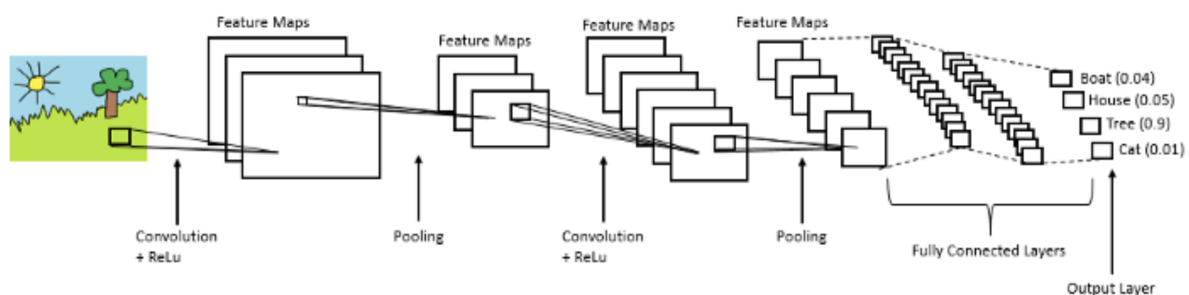 Feature Maps
Feature Maps
Feature Maps
Feature Maps
Boat (0.04)
House (0.05)
Tree (0.9)
Cat (0.01)
Convolution
+ ReLu
Pooling
Convolution
+ ReLu
Pooling
Fully Connected Layers
Output Layer